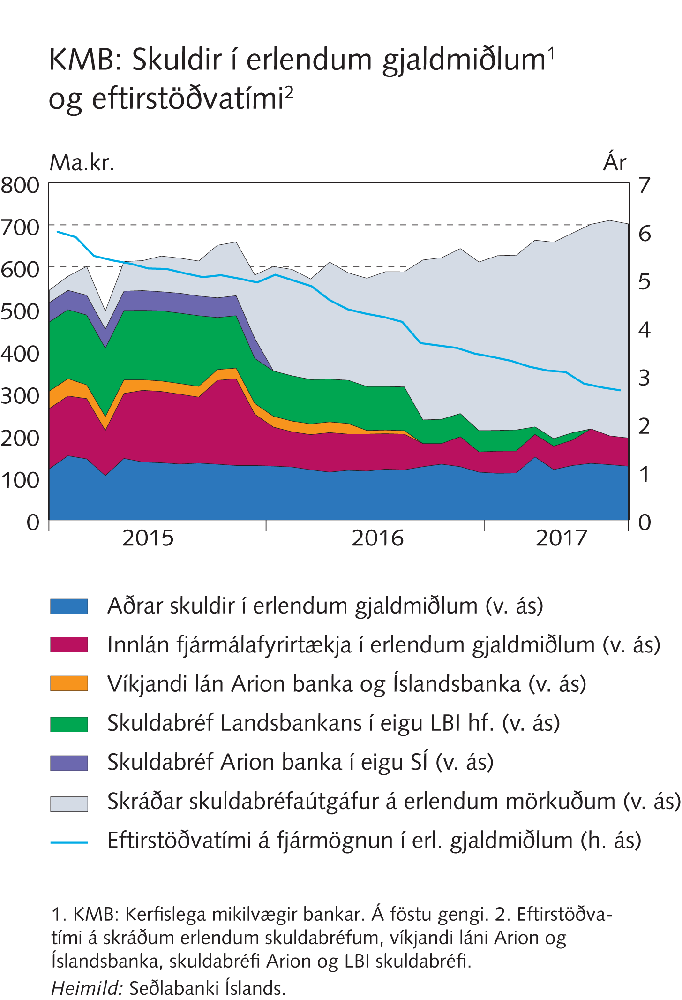 KMB: Skuldir í erlendum gjaldmiðlum¹
og eftirstöðvatími²
Ma.kr.
Ár
800
700
600
500
400
300
200
100
0
7
6
5
4
3
2
1
0
2015
2016
2017
Aðrar skuldir í erlendum gjaldmiðlum (v. ás)
Innlán fjármálafyrirtækja í erlendum gjaldmiðlum (v. ás)
Víkjandi lán Arion banka og Íslandsbanka (v. ás)
Skuldabréf Landsbankans í eigu LBI hf. (v. ás)
Skuldabréf Arion banka í eigu SÍ (v. ás)
Skráðar skuldabréfaútgáfur á erlendum mörkuðum (v. ás)
Eftirstöðvatími á fjármögnun í erl. gjaldmiðlum (h. ás)
1. KMB: Kerfislega mikilvægir bankar. Á föstu gengi. 2. Eftirstöðva-
tími á skráðum erlendum skuldabréfum, víkjandi láni Arion og
Íslandsbanka, skuldabréfi Arion og LBI skuldabréfi.
Heimild: Seðlabanki Íslands.